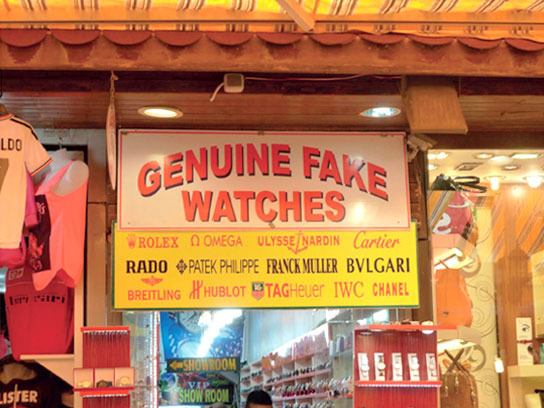 GENUINE FAKE
WATCHES
ROLEX OMEGA ULYSSE NARDIN Cartier
RADO PATEK PHILIPPE FRANCK MULLER BVLGARI
BREITLING HUBLOT TAGHeuer IWC CHANEL
LDO
7
SHOWROOM
VIP
SHOW ROOM
LISTER